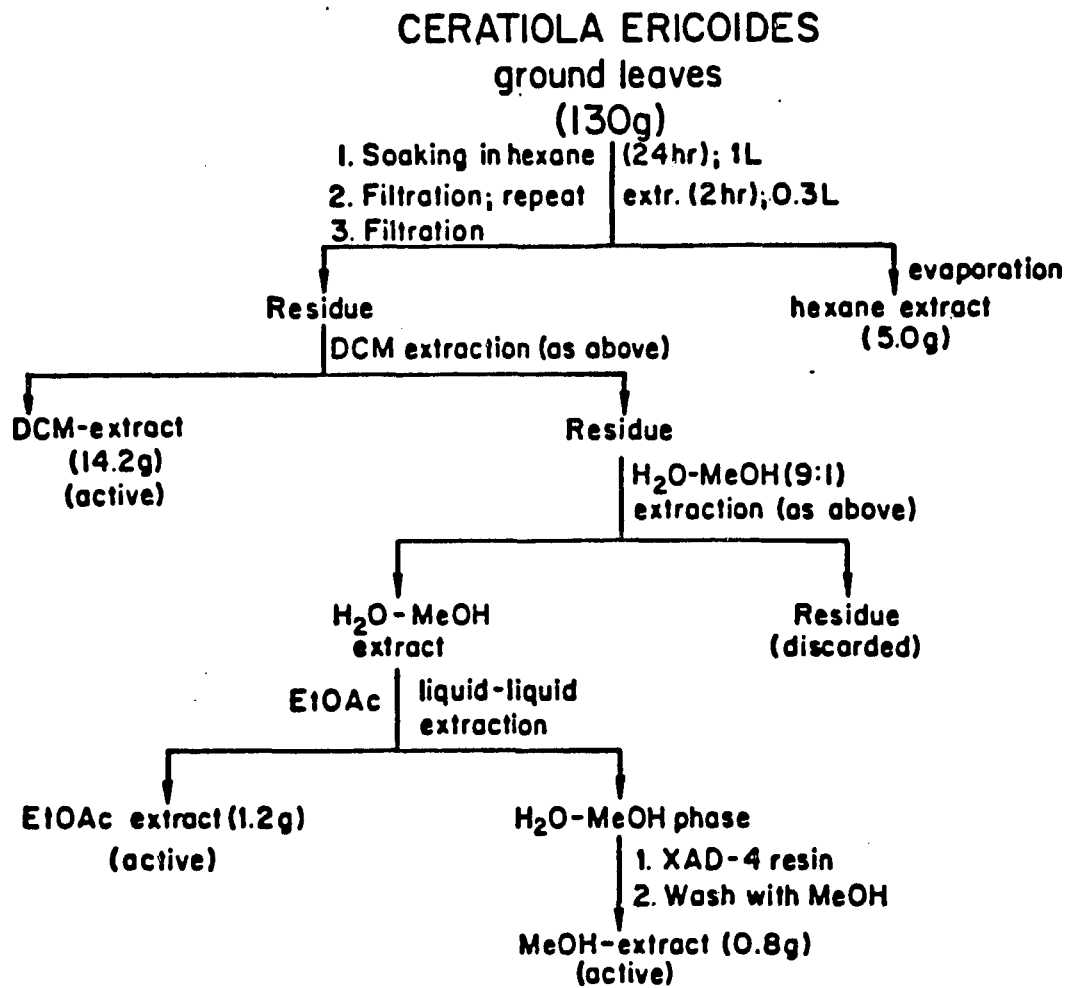 CERATIOLA ERICOIDES
ground leaves
(130g)
1. Soaking in hexane (24hr); 1L
2. Filtration; repeat extr. (2hr); 0.3L
3. Filtration
evaporation
Residue
hexane extract
(5.0g)
DCM extraction (as above)
DCM-extract
(14.2g)
(active)
Residue
H₂O-MeOH (9:1)
extraction (as above)
H₂O-MeOH
extract
Residue
(discarded)
EtOAc
liquid-liquid
extraction
EtOAc extract (1.2g)
(active)
H₂O-MeOH phase
1. XAD-4 resin
2. Wash with MeOH
MeOH-extract (0.8g)
(active)